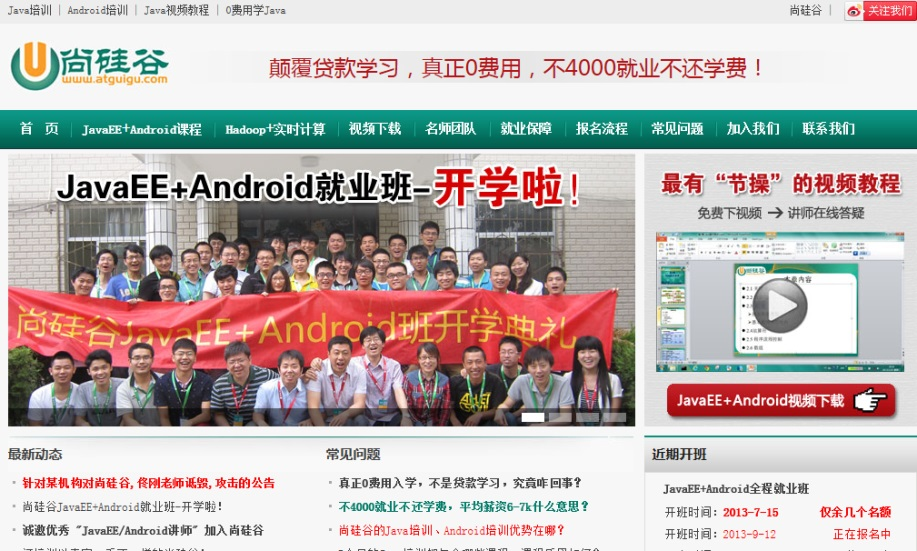 Java培训 | Android培训 | Java视频教程 | 0费用学Java
尚硅谷 | 关注我们
尚硅谷
www.atguigu.com
颠覆贷款学习，真正0费用，不4000就业不还学费！
首 页 JavaEE+Android课程 Hadoop+实时计算 视频下载 名师团队 就业保障 报名流程 常见问题 加入我们 联系我们
JavaEE+Android就业班-开学啦！
尚硅谷JavaEE+Android班开学典礼
最有“节操”的视频教程
免费下视频 → 讲师在线答疑
尚硅谷
JavaEE+Android视频下载
最新动态
针对某机构对尚硅谷,佟刚老师诋毁,攻击的公告
尚硅谷JavaEE+Android就业班-开学啦!
诚邀优秀 "JavaEE/Android讲师" 加入尚硅谷
常见问题
真正0费用入学，不是贷款学习，究竟咋回事?
不4000就业不还学费，平均薪资6-7k什么意思?
尚硅谷的Java培训、Android培训优势在哪?
近期开班
JavaEE+Android全程就业班
开班时间：2013-7-15 仅余几个名额
开班时间：2013-9-12 正在报名中